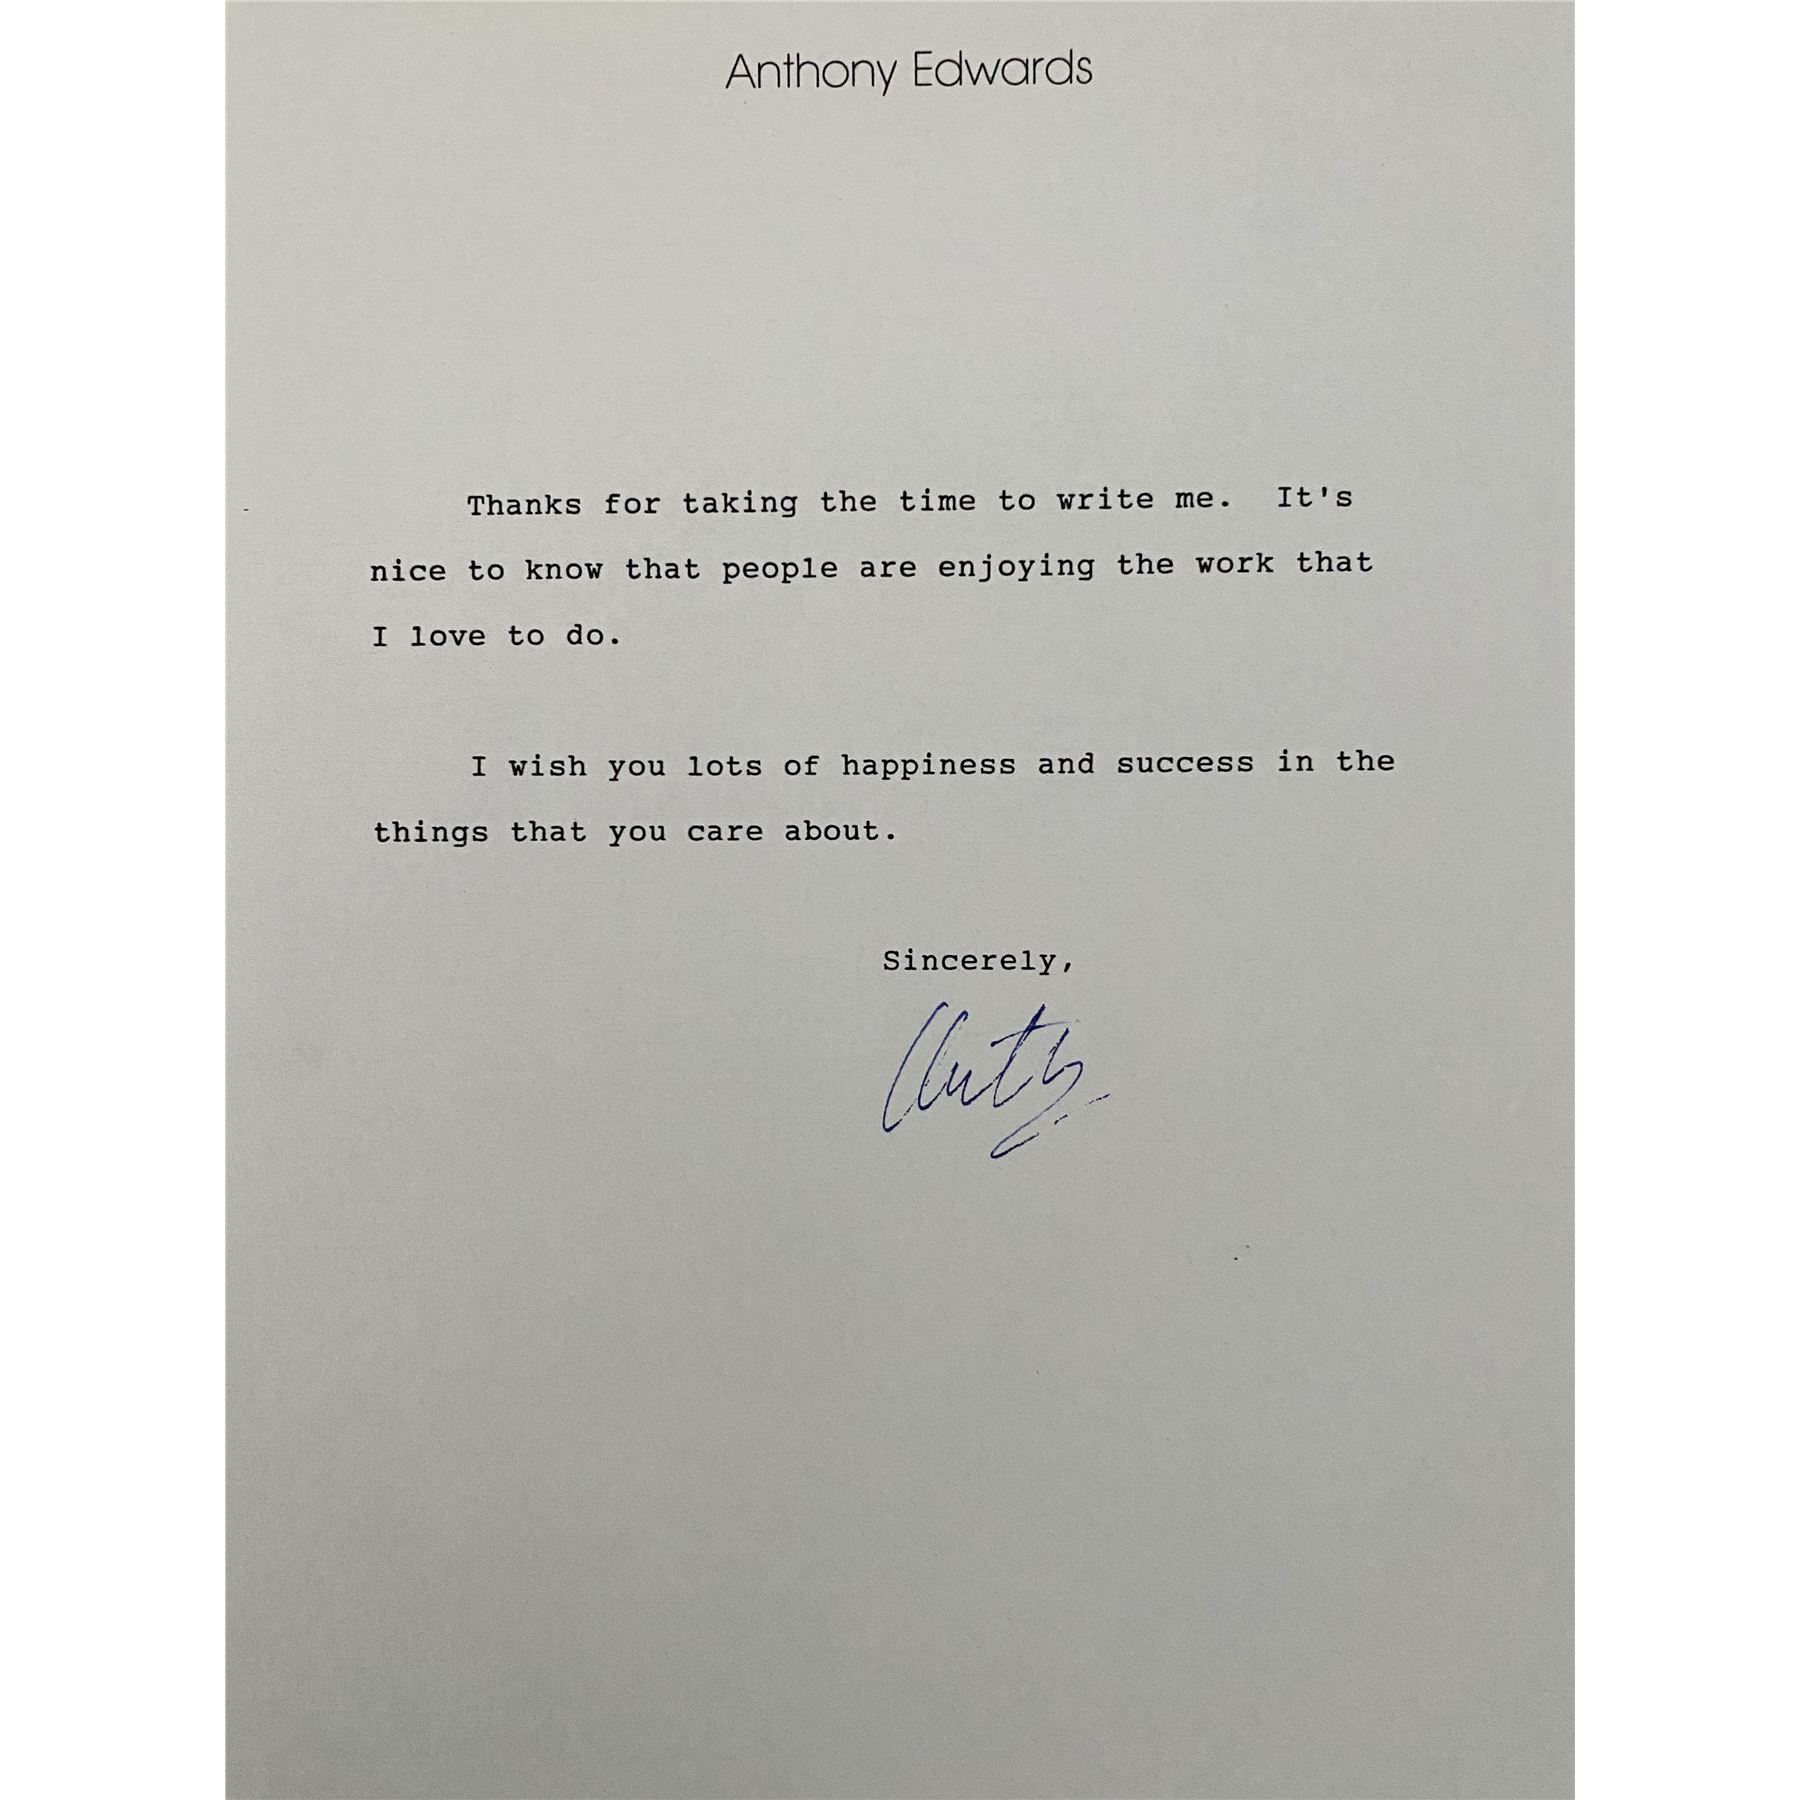 Anthony Edwards
Thanks for taking the time to write me.  It's
nice to know that people are enjoying the work that
I love to do.
I wish you lots of happiness and success in the
things that you care about.
Sincerely,